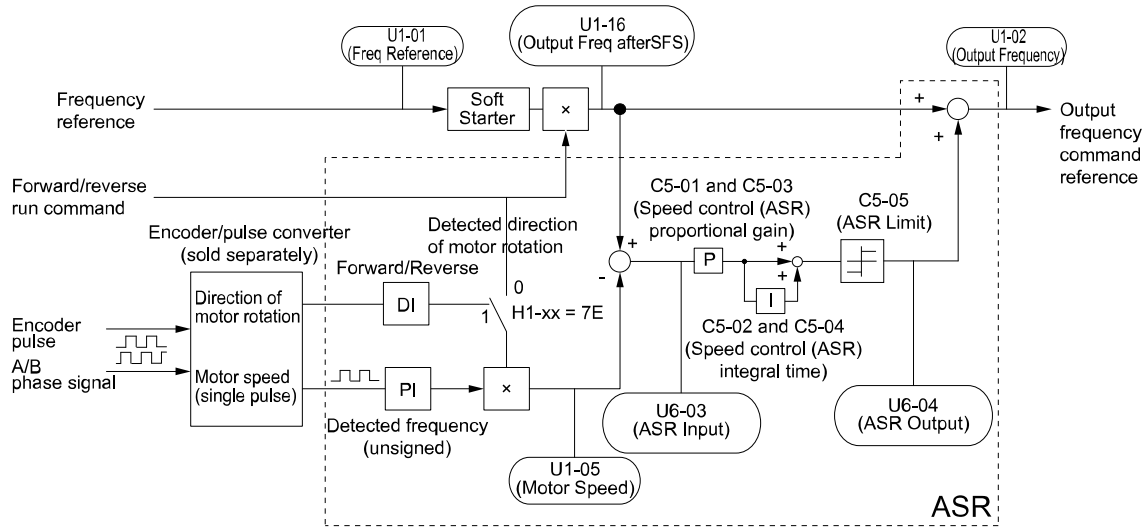 U1-01
(Freq Reference)
U1-16
(Output Freq afterSFS)
U1-02
(Output Frequency)
Frequency
reference
Soft
Starter
×
+
+
Output
frequency
command
reference
Forward/reverse
run command
Detected direction
of motor rotation
C5-01 and C5-03
(Speed control (ASR)
proportional gain)
C5-05
(ASR Limit)
Encoder/pulse converter
(sold separately)
Forward/Reverse
+
-
P
+
+
I
Direction of
motor rotation
DI
0
1
H1-xx = 7E
C5-02 and C5-04
(Speed control (ASR)
integral time)
Encoder
pulse
A/B
phase signal
Motor speed
(single pulse)
PI
×
Detected frequency
(unsigned)
U6-03
(ASR Input)
U6-04
(ASR Output)
U1-05
(Motor Speed)
ASR